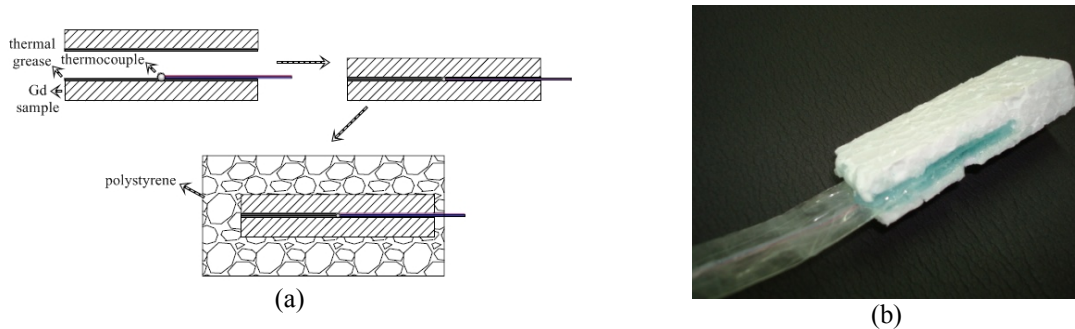 thermal
grease
thermocouple
Gd
sample
polystyrene
(a)
(b)